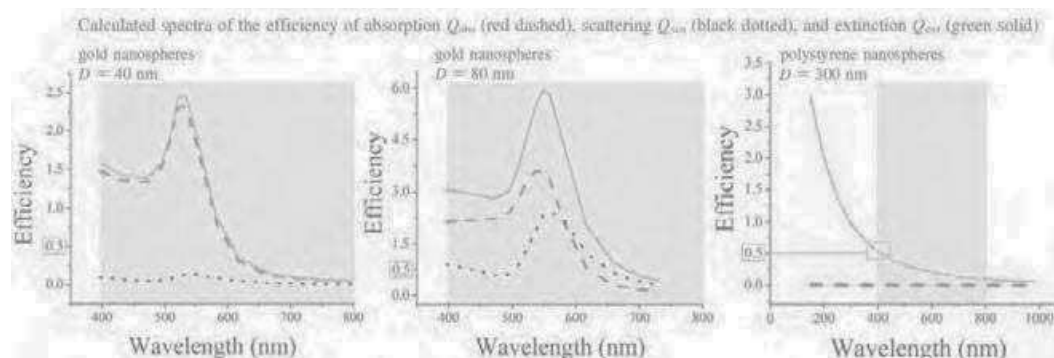 Calculated spectra of the efficiency of absorption Qabs (red dashed), scattering Qsca (black dotted), and extinction Qext (green solid)
gold nanospheres
D = 40 nm
gold nanospheres
D = 80 nm
polystyrene nanospheres
D = 300 nm
Efficiency
2.5
2.0
1.5
1.0
0.5
0.0
400 500 600 700 800
Wavelength (nm)
Efficiency
6.0
4.5
3.0
1.5
0.5
0.0
400 500 600 700 800
Wavelength (nm)
Efficiency
3.5
3.0
2.5
2.0
1.5
1.0
0.5
0.0
0 200 400 600 800 1000
Wavelength (nm)